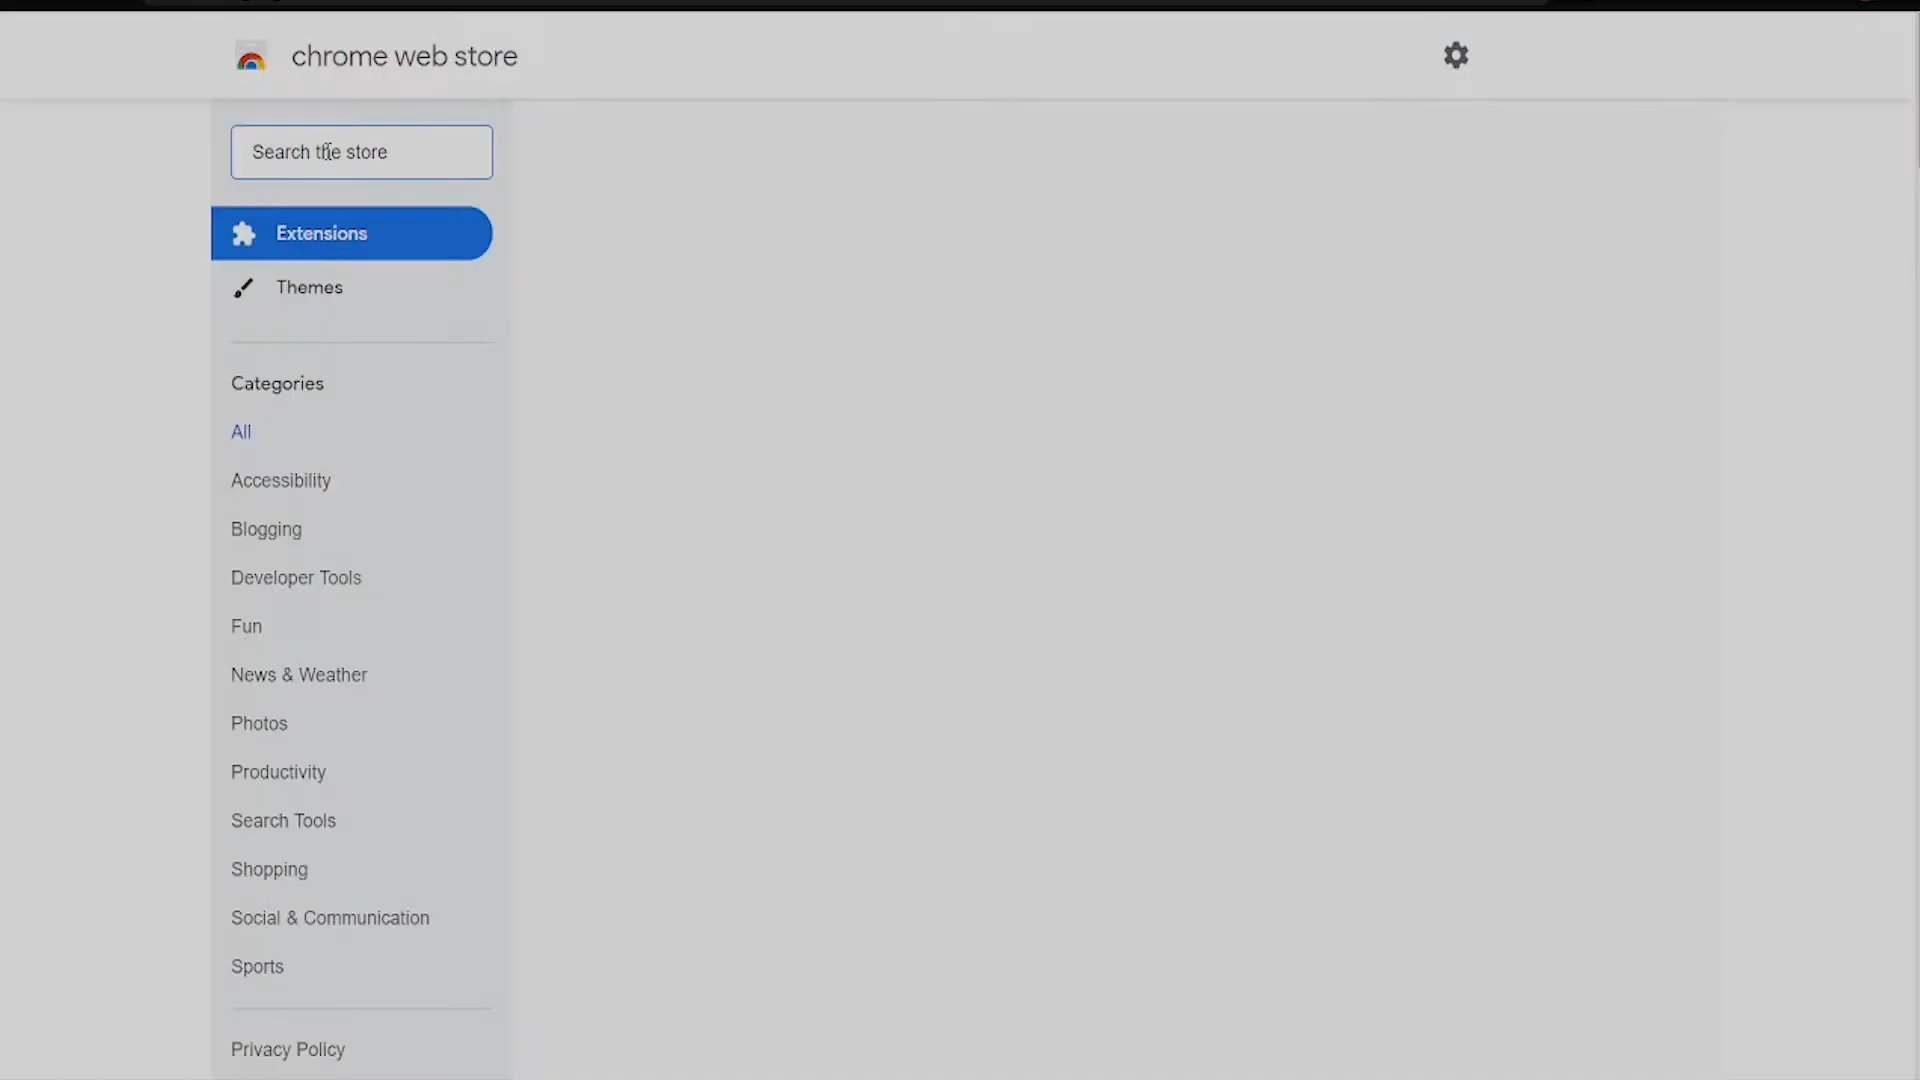 chrome web store
Search the store
Extensions
Themes
Categories
All
Accessibility
Blogging
Developer Tools
Fun
News & Weather
Photos
Productivity
Search Tools
Shopping
Social & Communication
Sports
Privacy Policy